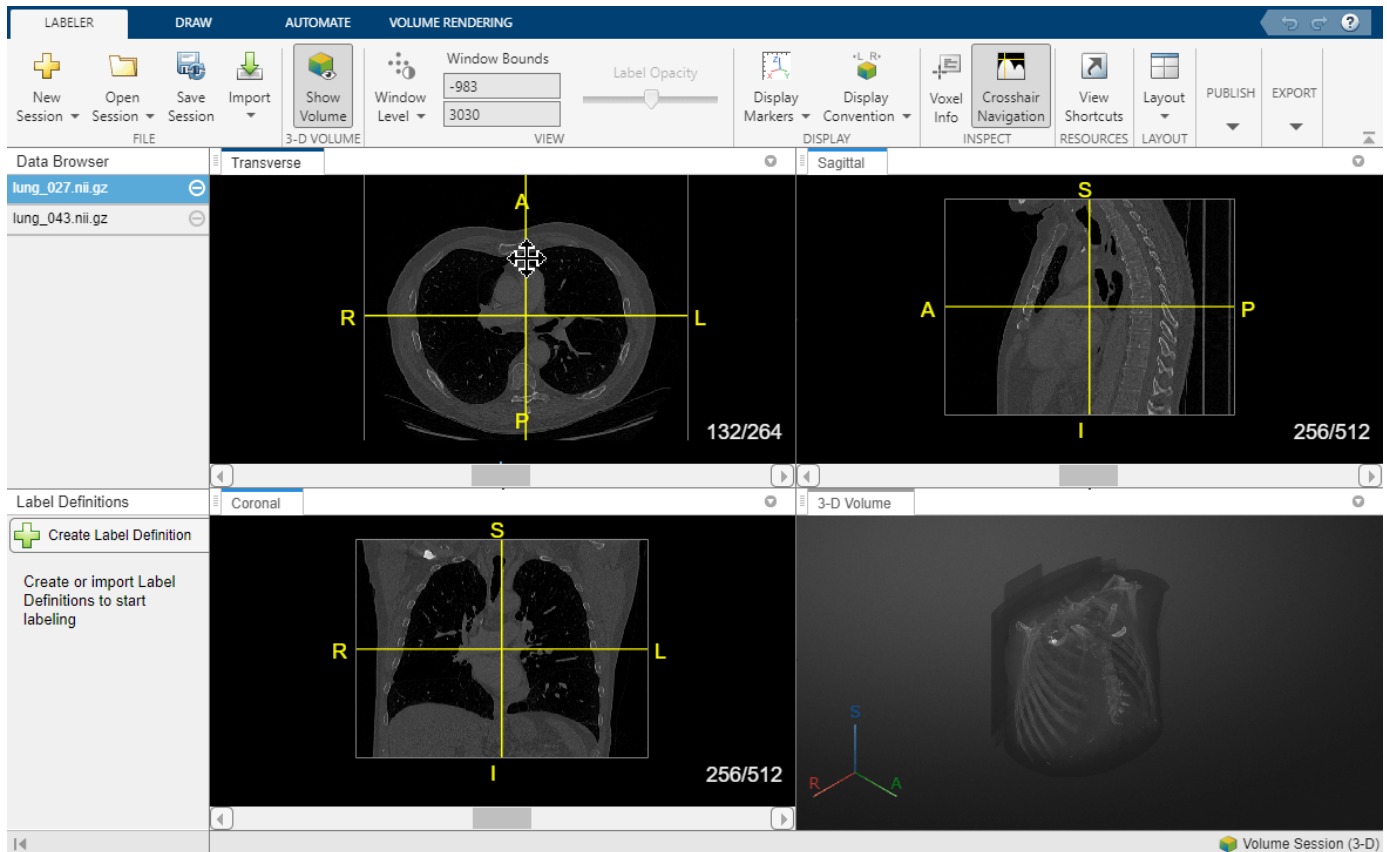 LABELER DRAW AUTOMATE VOLUME RENDERING
New Session
Open Session
Save Session
Import
FILE
Show Volume
3-D VOLUME
Window Level
Window Bounds
-983
3030
Label Opacity
VIEW
Display Markers
Display Convention
L R
Z
X Y
DISPLAY
Voxel Info
Crosshair Navigation
INSPECT
View Shortcuts
RESOURCES
Layout
LAYOUT
PUBLISH
EXPORT
Data Browser
lung_027.nii.gz
lung_043.nii.gz
Transverse
A
R
L
P
132/264
Sagittal
S
A
P
I
256/512
Label Definitions
Create Label Definition
Create or import Label
Definitions to start
labeling
Coronal
S
R
L
I
256/512
3-D Volume
S
R
A
Volume Session (3-D)